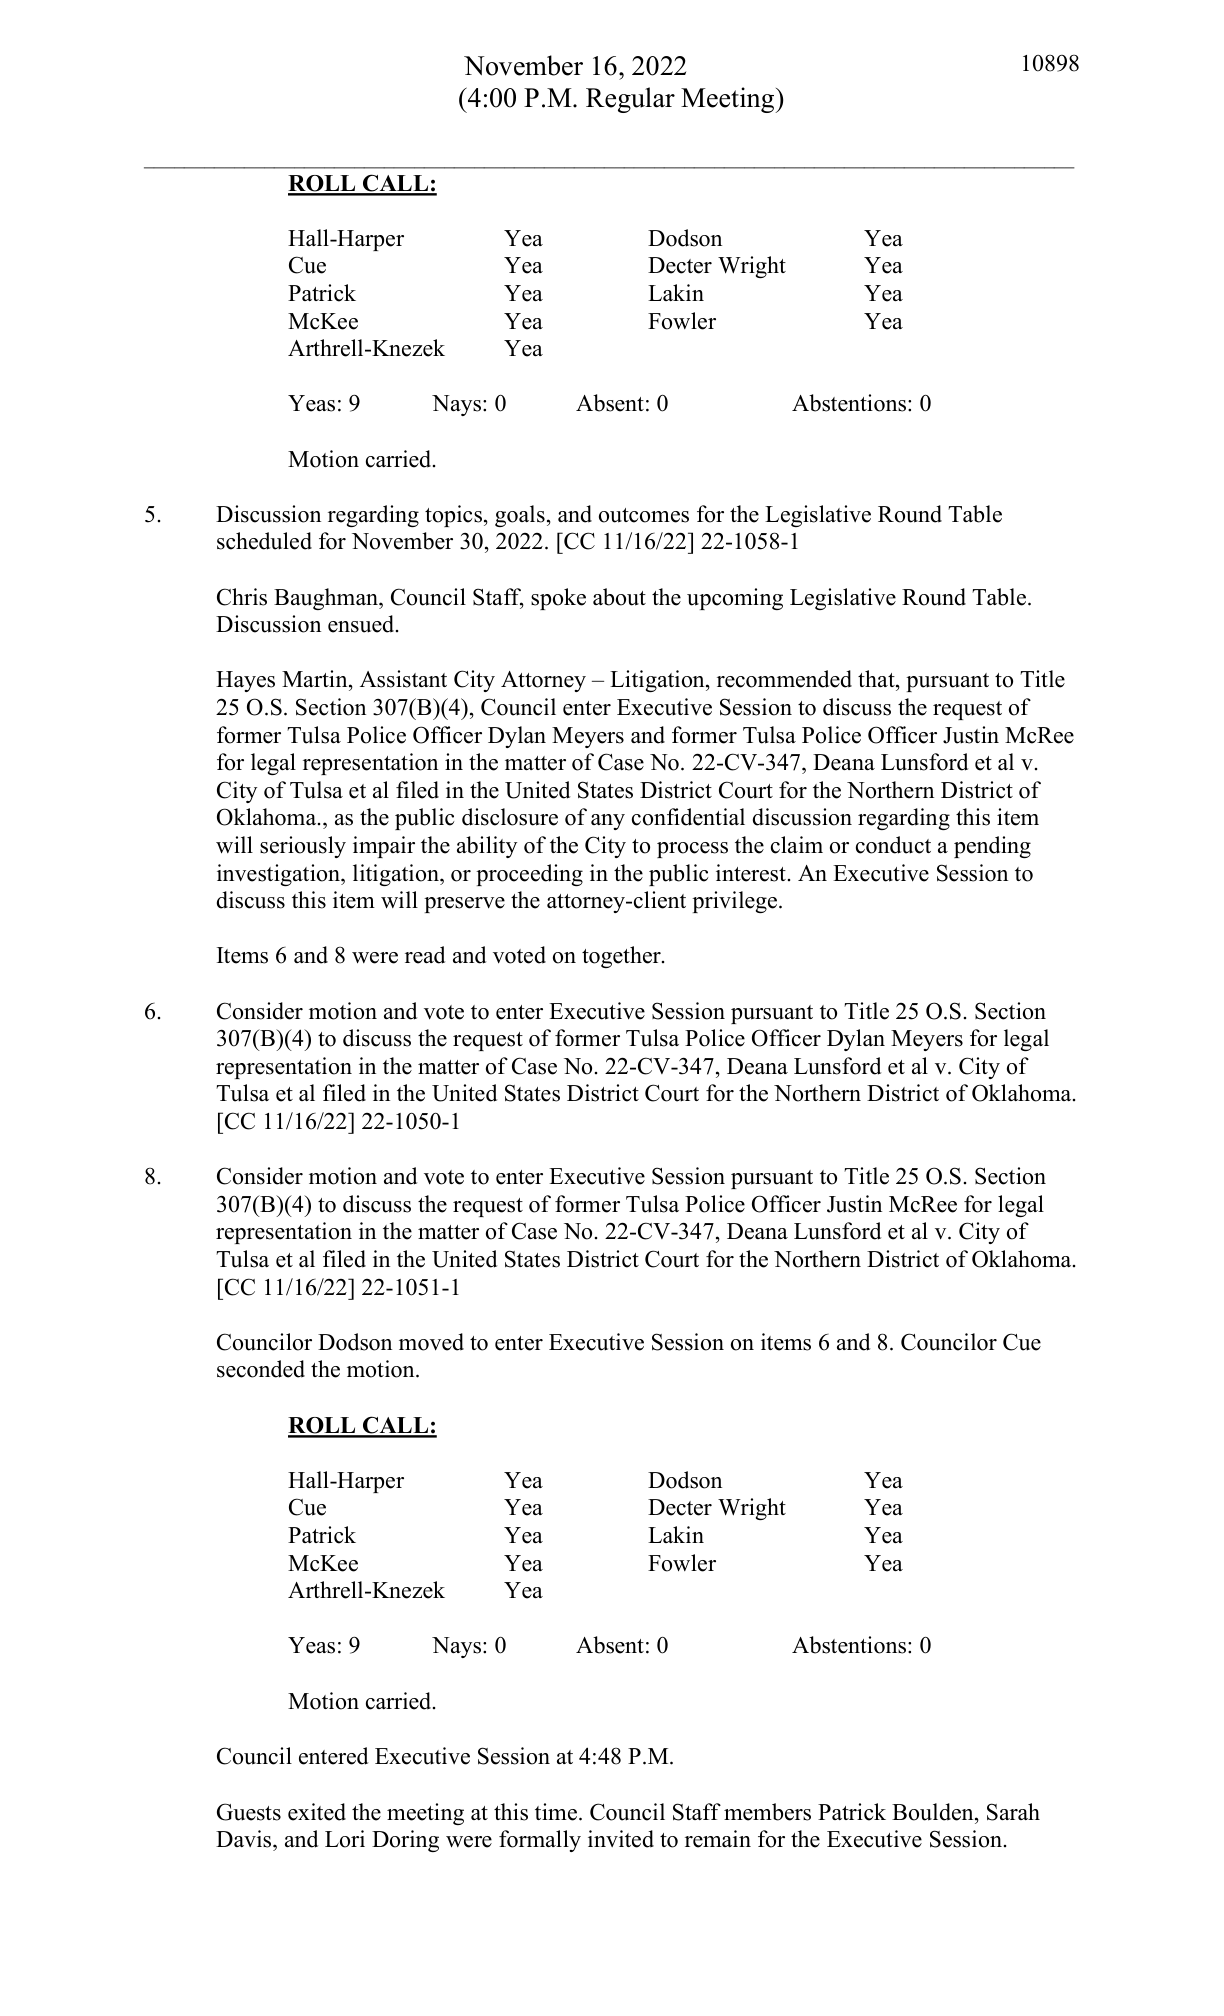 November 16, 2022 10898
(4:00 P.M. Regular Meeting)
ROLL CALL:
Hall-Harper Yea Dodson Yea
Cue Yea Decter Wright Yea
Patrick Yea Lakin Yea
McKee Yea Fowler Yea
Arthrell-Knezek Yea
Yeas: 9 Nays: 0 Absent: 0 Abstentions: 0
Motion carried.
5. Discussion regarding topics, goals, and outcomes for the Legislative Round Table
scheduled for November 30, 2022. [CC 11/16/22] 22-1058-1
Chris Baughman, Council Staff, spoke about the upcoming Legislative Round Table.
Discussion ensued.
Hayes Martin, Assistant City Attorney – Litigation, recommended that, pursuant to Title
25 O.S. Section 307(B)(4), Council enter Executive Session to discuss the request of
former Tulsa Police Officer Dylan Meyers and former Tulsa Police Officer Justin McRee
for legal representation in the matter of Case No. 22-CV-347, Deana Lunsford et al v.
City of Tulsa et al filed in the United States District Court for the Northern District of
Oklahoma., as the public disclosure of any confidential discussion regarding this item
will seriously impair the ability of the City to process the claim or conduct a pending
investigation, litigation, or proceeding in the public interest. An Executive Session to
discuss this item will preserve the attorney-client privilege.
Items 6 and 8 were read and voted on together.
6. Consider motion and vote to enter Executive Session pursuant to Title 25 O.S. Section
307(B)(4) to discuss the request of former Tulsa Police Officer Dylan Meyers for legal
representation in the matter of Case No. 22-CV-347, Deana Lunsford et al v. City of
Tulsa et al filed in the United States District Court for the Northern District of Oklahoma.
[CC 11/16/22] 22-1050-1
8. Consider motion and vote to enter Executive Session pursuant to Title 25 O.S. Section
307(B)(4) to discuss the request of former Tulsa Police Officer Justin McRee for legal
representation in the matter of Case No. 22-CV-347, Deana Lunsford et al v. City of
Tulsa et al filed in the United States District Court for the Northern District of Oklahoma.
[CC 11/16/22] 22-1051-1
Councilor Dodson moved to enter Executive Session on items 6 and 8. Councilor Cue
seconded the motion.
ROLL CALL:
Hall-Harper Yea Dodson Yea
Cue Yea Decter Wright Yea
Patrick Yea Lakin Yea
McKee Yea Fowler Yea
Arthrell-Knezek Yea
Yeas: 9 Nays: 0 Absent: 0 Abstentions: 0
Motion carried.
Council entered Executive Session at 4:48 P.M.
Guests exited the meeting at this time. Council Staff members Patrick Boulden, Sarah
Davis, and Lori Doring were formally invited to remain for the Executive Session.